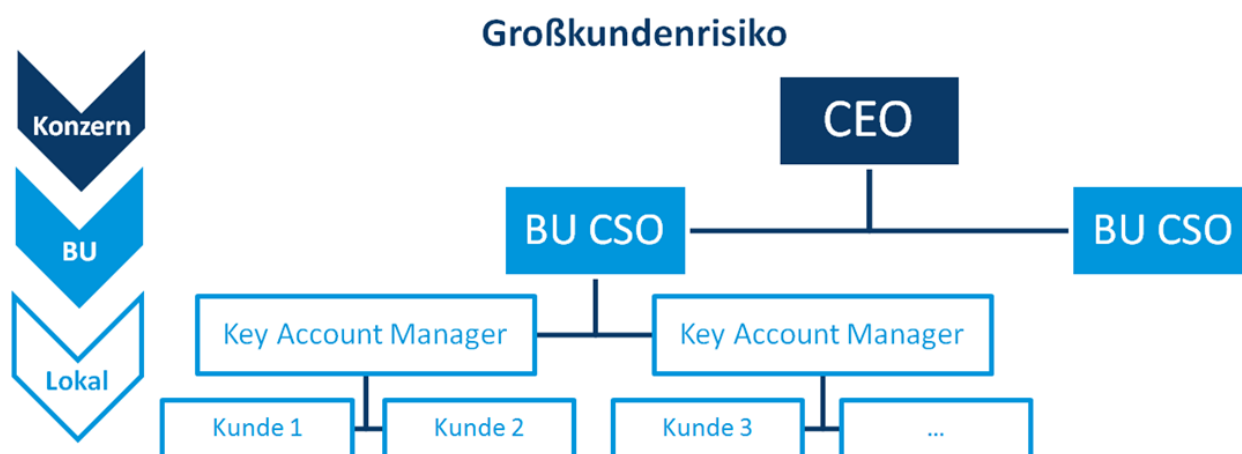 Großkundenrisiko
Konzern
CEO
BU
BU CSO
BU CSO
Lokal
Key Account Manager
Key Account Manager
Kunde 1
Kunde 2
Kunde 3
...